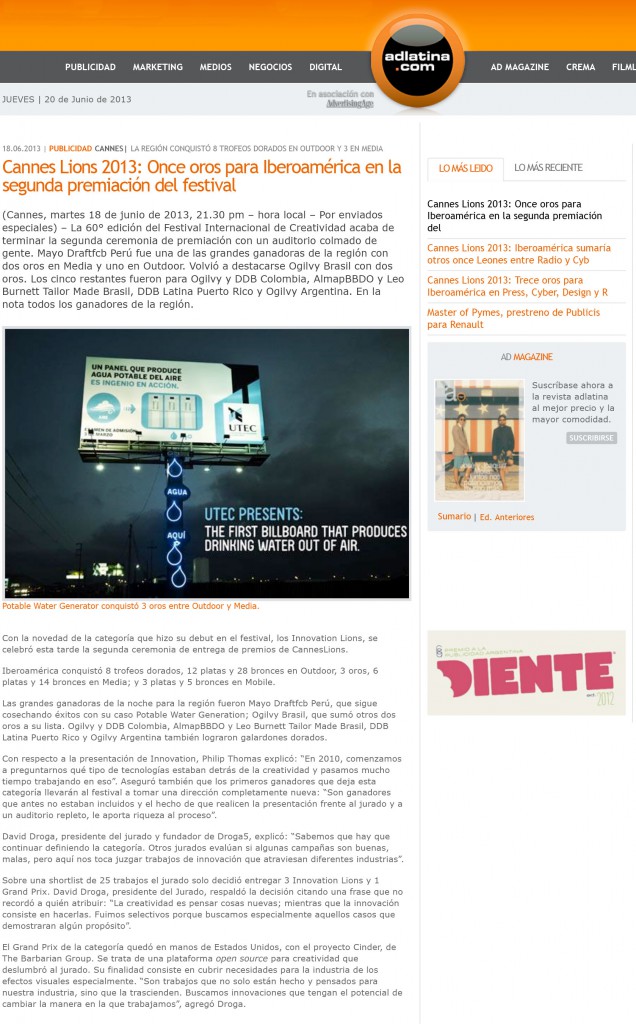 adlatina
.com
PUBLICIDAD MARKETING MEDIOS NEGOCIOS DIGITAL
AD MAGAZINE CREMA FILML
JUEVES | 20 de Junio de 2013
En asociación con
AdvertisingAge
18.06.2013 | PUBLICIDAD CANNES| LA REGIÓN CONQUISTÓ 8 TROFEOS DORADOS EN OUTDOOR Y 3 EN MEDIA
Cannes Lions 2013: Once oros para Iberoamérica en la
segunda premiación del festival
(Cannes, martes 18 de junio de 2013, 21.30 pm – hora local – Por enviados
especiales) – La 60° edición del Festival Internacional de Creatividad acaba de
terminar la segunda ceremonia de premiación con un auditorio colmado de
gente. Mayo Draftfcb Perú fue una de las grandes ganadoras de la región con
dos oros en Media y uno en Outdoor. Volvió a destacarse Ogilvy Brasil con dos
oros. Los cinco restantes fueron para Ogilvy y DDB Colombia, AlmapBBDO y Leo
Burnett Tailor Made Brasil, DDB Latina Puerto Rico y Ogilvy Argentina. En la
nota todos los ganadores de la región.
UN PANEL QUE PRODUCE
AGUA POTABLE DEL AIRE
ES INGENIO EN ACCIÓN.
MARZO
UTEC
AGUA
AQUÍ
UTEC PRESENTS:
THE FIRST BILLBOARD THAT PRODUCES
DRINKING WATER OUT OF AIR.
Potable Water Generator conquistó 3 oros entre Outdoor y Media.
Con la novedad de la categoría que hizo su debut en el festival, los Innovation Lions, se
celebró esta tarde la segunda ceremonia de entrega de premios de CannesLions.
Iberoamérica conquistó 8 trofeos dorados, 12 platas y 28 bronces en Outdoor, 3 oros, 6
platas y 14 bronces en Media; y 3 platas y 5 bronces en Mobile.
Las grandes ganadoras de la noche para la región fueron Mayo Draftfcb Perú, que sigue
cosechando éxitos con su caso Potable Water Generation; Ogilvy Brasil, que sumó otros dos
oros a su lista. Ogilvy y DDB Colombia, AlmapBBDO y Leo Burnett Tailor Made Brasil, DDB
Latina Puerto Rico y Ogilvy Argentina también lograron galardones dorados.
Con respecto a la presentación de Innovation, Philip Thomas explicó: “En 2010, comenzamos
a preguntarnos qué tipo de tecnologías estaban detrás de la creatividad y pasamos mucho
tiempo trabajando en eso”. Aseguró también que los primeros ganadores que deja esta
categoría llevarán al festival a tomar una dirección completamente nueva: “Son ganadores
que antes no estaban incluidos y el hecho de que realicen la presentación frente al jurado y a
un auditorio repleto, le aporta riqueza al proceso”.
David Droga, presidente del jurado y fundador de Droga5, explicó: “Sabemos que hay que
continuar definiendo la categoría. Otros jurados evalúan si algunas campañas son buenas,
malas, pero aquí nos toca juzgar trabajos de innovación que atraviesan diferentes industrias”.
Sobre una shortlist de 25 trabajos el jurado solo decidió entregar 3 Innovation Lions y 1
Grand Prix. David Droga, presidente del Jurado, respaldó la decisión citando una frase que no
recordó a quién atribuir: “La creatividad es pensar cosas nuevas; mientras que la innovación
consiste en hacerlas. Fuimos selectivos porque buscamos especialmente aquellos casos que
demostraran algún propósito”.
El Grand Prix de la categoría quedó en manos de Estados Unidos, con el proyecto Cinder, de
The Barbarian Group. Se trata de una plataforma open source para creatividad que
deslumbró al jurado. Su finalidad consiste en cubrir necesidades para la industria de los
efectos visuales especialmente. “Son trabajos que no solo están hecho y pensados para
nuestra industria, sino que la trascienden. Buscamos innovaciones que tengan el potencial de
cambiar la manera en la que trabajamos”, agregó Droga.
LO MÁS LEIDO LO MÁS RECIENTE
Cannes Lions 2013: Once oros para
Iberoamérica en la segunda premiación
del
Cannes Lions 2013: Iberoamérica sumaría
otros once Leones entre Radio y Cyb
Cannes Lions 2013: Trece oros para
Iberoamérica en Press, Cyber, Design y R
Master of Pymes, prestreno de Publicis
para Renault
AD MAGAZINE
Suscríbase ahora a
la revista adlatina
al mejor precio y la
mayor comodidad.
SUSCRIBIRSE
Sumario | Ed. Anteriores
PREMIO A LA
PUBLICIDAD ARGENTINA
DIENTE
2012